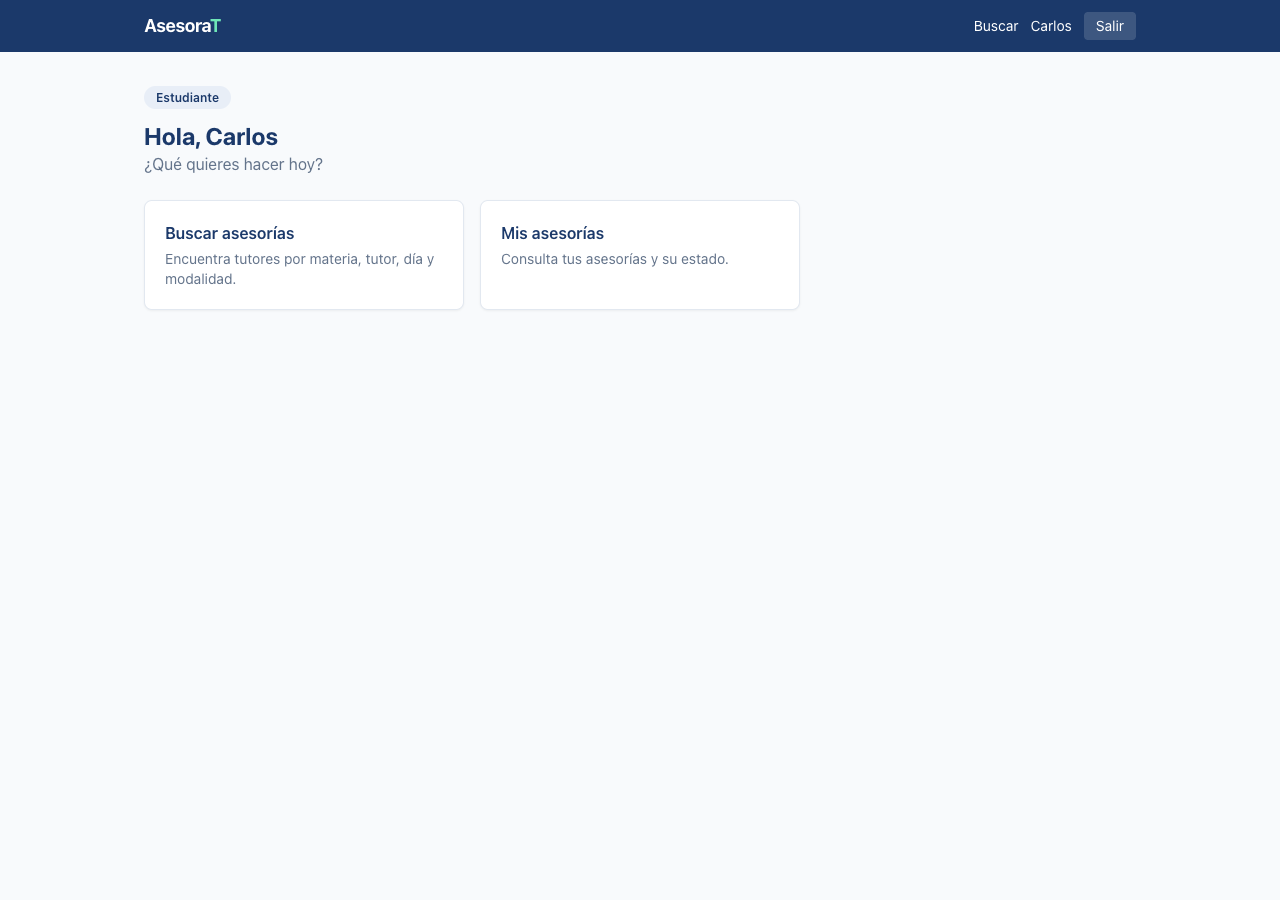 AsesoraT
Buscar Carlos Salir
Estudiante
Hola, Carlos
¿Qué quieres hacer hoy?
Buscar asesorías
Encuentra tutores por materia, tutor, día y
modalidad.
Mis asesorías
Consulta tus asesorías y su estado.